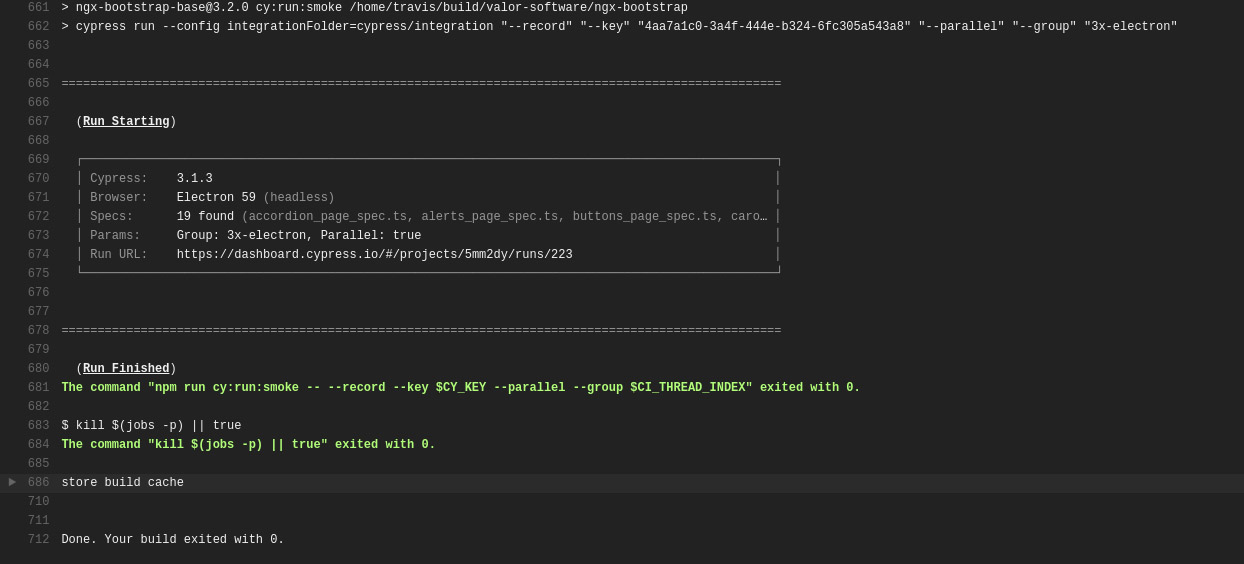 661 > ngx-bootstrap-base@3.2.0 cy:run:smoke /home/travis/build/valor-software/ngx-bootstrap
662 > cypress run --config integrationFolder=cypress/integration "--record" "--key" "4aa7a1c0-3a4f-444e-b324-6fc305a543a8" "--parallel" "--group" "3x-electron"
663
664
665 ====================================================================================================
666
667 (Run Starting)
668
669 ┌────────────────────────────────────────────────────────────────────────────────────────────────┐
670 │ Cypress: 3.1.3 │
671 │ Browser: Electron 59 (headless) │
672 │ Specs: 19 found (accordion_page_spec.ts, alerts_page_spec.ts, buttons_page_spec.ts, caro… │
673 │ Params: Group: 3x-electron, Parallel: true │
674 │ Run URL: https://dashboard.cypress.io/#/projects/5mm2dy/runs/223 │
675 └────────────────────────────────────────────────────────────────────────────────────────────────┘
676
677
678 ====================================================================================================
679
680 (Run Finished)
681 The command "npm run cy:run:smoke -- --record --key $CY_KEY --parallel --group $CI_THREAD_INDEX" exited with 0.
682
683 $ kill $(jobs -p) || true
684 The command "kill $(jobs -p) || true" exited with 0.
685
686 store build cache
710
711
712 Done. Your build exited with 0.